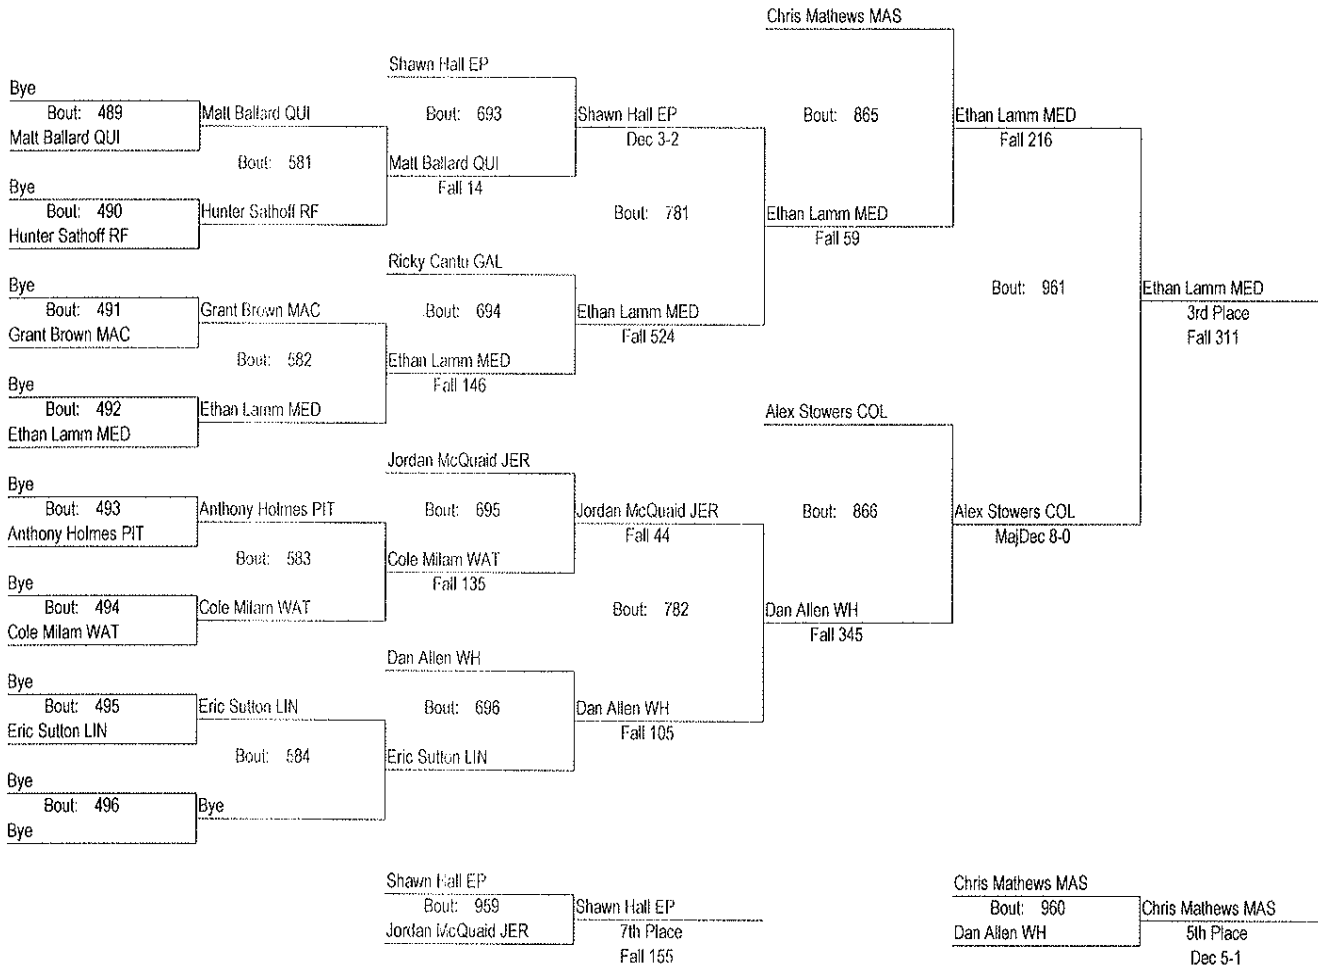 Chris Mathews MAS
Shawn Hall EP
Bye
Bout: 489
Matt Ballard QUI
Matt Ballard QUI
Bout: 693
Shawn Hall EP
Dec 3-2
Bout: 865
Ethan Lamm MED
Fall 216
Bout: 581
Matt Ballard QUI
Fall 14
Bye
Bout: 490
Hunter Sathoff RF
Hunter Sathoff RF
Bout: 781
Ethan Lamm MED
Fall 59
Ricky Cantu GAL
Bye
Bout: 491
Grant Brown MAC
Grant Brown MAC
Bout: 694
Ethan Lamm MED
Fall 524
Bout: 961
Ethan Lamm MED
3rd Place
Fall 311
Bout: 582
Ethan Lamm MED
Fall 146
Bye
Bout: 492
Ethan Lamm MED
Ethan Lamm MED
Alex Stowers COL
Jordan McQuaid JER
Bye
Bout: 493
Anthony Holmes PIT
Anthony Holmes PIT
Bout: 695
Jordan McQuaid JER
Fall 44
Bout: 866
Alex Stowers COL
MajDec 8-0
Bout: 583
Cole Milam WAT
Fall 135
Bye
Bout: 494
Cole Milam WAT
Cole Milam WAT
Bout: 782
Dan Allen WH
Fall 345
Dan Allen WH
Bye
Bout: 495
Eric Sutton LIN
Eric Sutton LIN
Bout: 696
Dan Allen WH
Fall 105
Bout: 584
Eric Sutton LIN
Bye
Bout: 496
Bye
Bye
Shawn Hall EP
Bout: 959
Jordan McQuaid JER
Shawn Hall EP
7th Place
Fall 155
Chris Mathews MAS
Bout: 960
Dan Allen WH
Chris Mathews MAS
5th Place
Dec 5-1